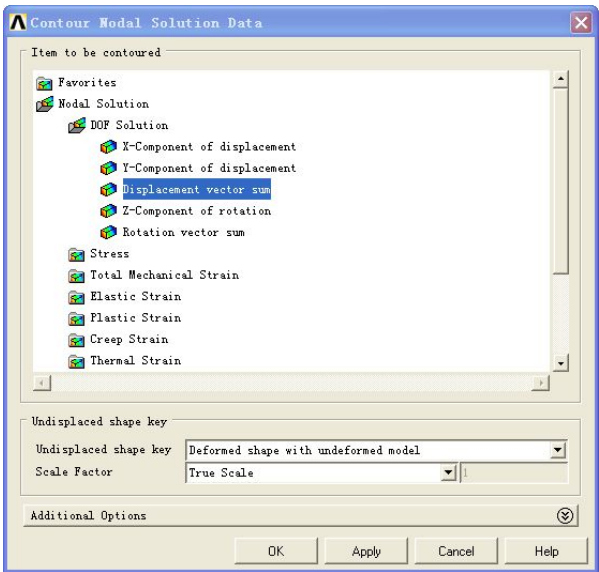 Contour Nodal Solution Data
Item to be contoured
Favorites
Nodal Solution
DOF Solution
X-Component of displacement
Y-Component of displacement
Displacement vector sum
Z-Component of rotation
Rotation vector sum
Stress
Total Mechanical Strain
Elastic Strain
Plastic Strain
Creep Strain
Thermal Strain
Undisplaced shape key
Undisplaced shape key Deformed shape with undeformed model
Scale Factor True Scale 1
Additional Options
OK Apply Cancel Help